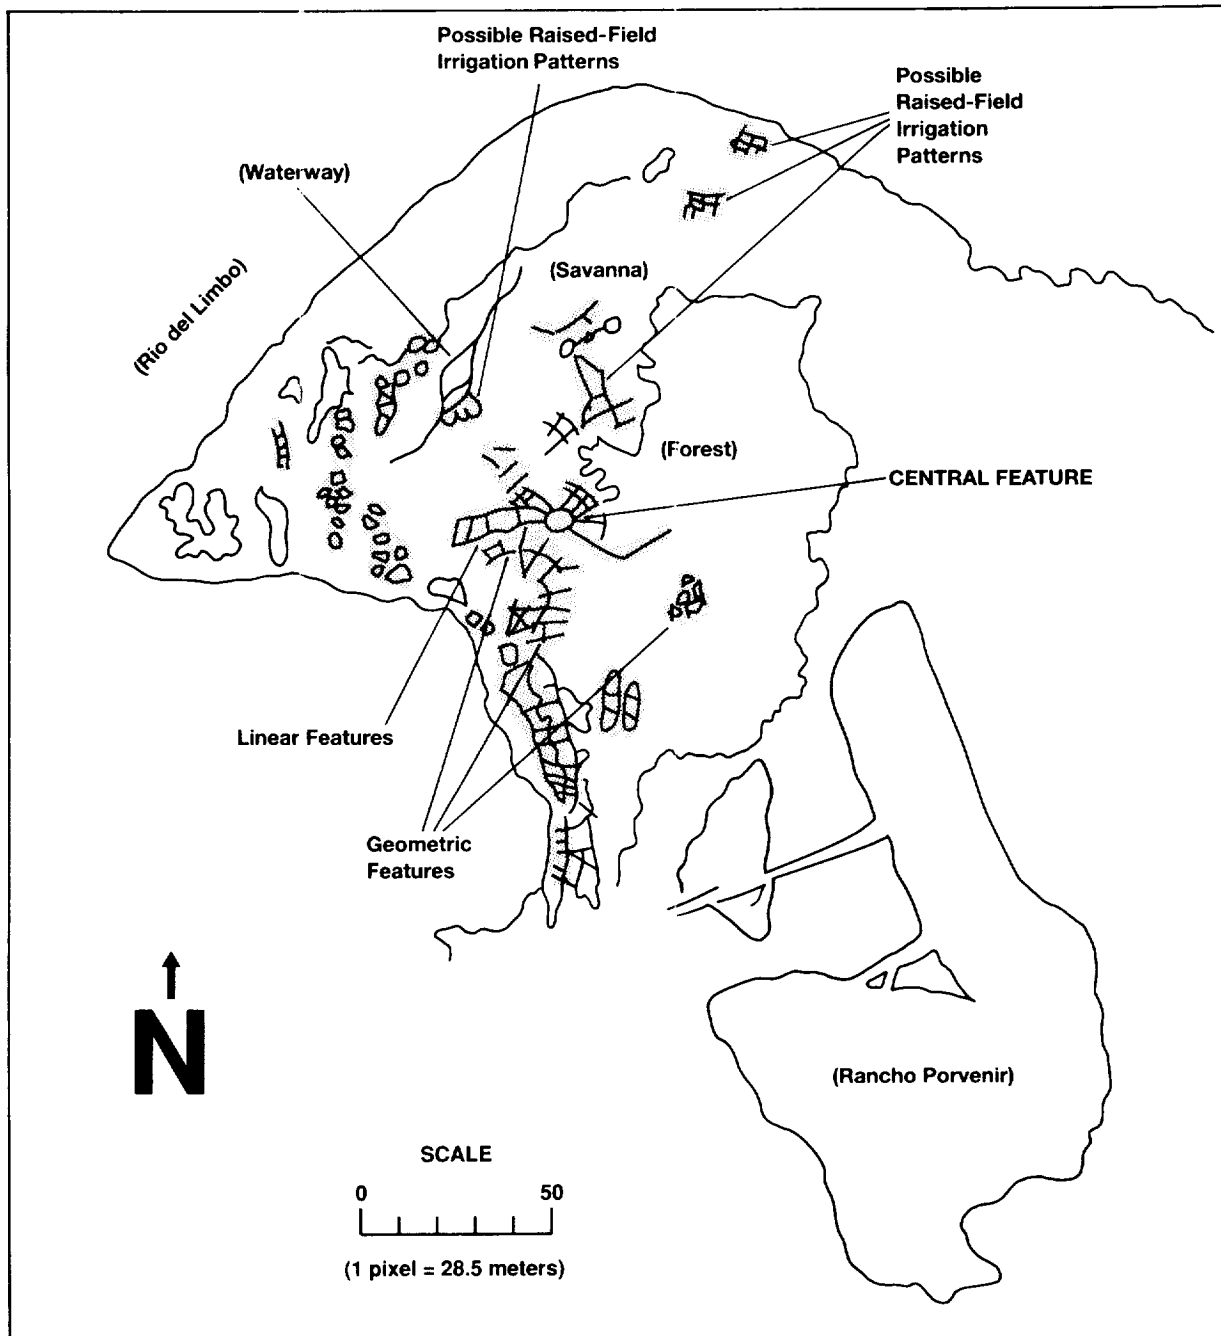 Possible Raised-Field
Irrigation Patterns
Possible
Raised-Field
Irrigation
Patterns
(Waterway)
(Savanna)
(Rio del Limbo)
(Forest)
CENTRAL FEATURE
Linear Features
Geometric
Features
N
(Rancho Porvenir)
SCALE
0 50
(1 pixel = 28.5 meters)